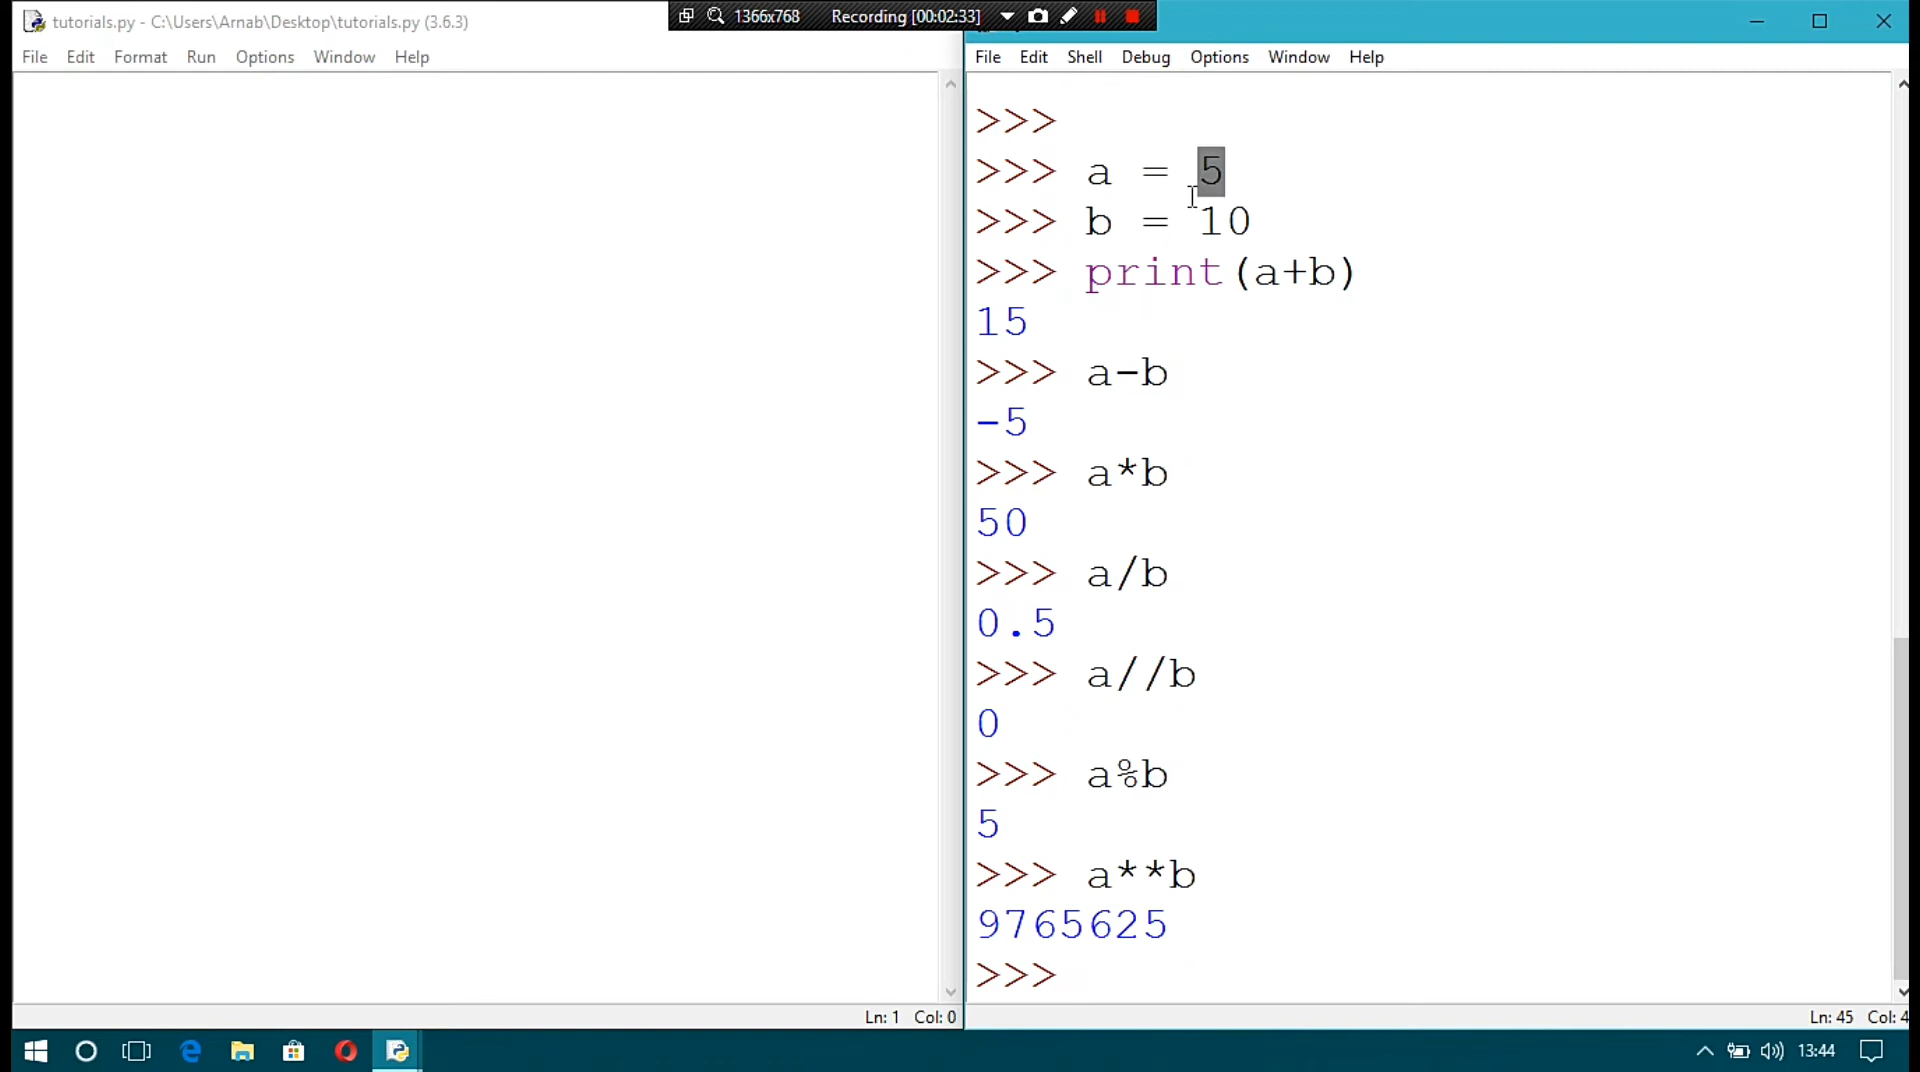 tutorials.py - C:\Users\Arnab\Desktop\tutorials.py (3.6.3)
1366x768 Recording [00:02:33]
File Edit Format Run Options Window Help
File Edit Shell Debug Options Window Help
>>>
>>> a = 5
>>> b = 10
>>> print(a+b)
15
>>> a-b
-5
>>> a*b
50
>>> a/b
0.5
>>> a//b
0
>>> a%b
5
>>> a**b
9765625
>>>
Ln: 1 Col: 0
Ln: 45 Col: 4
13:44